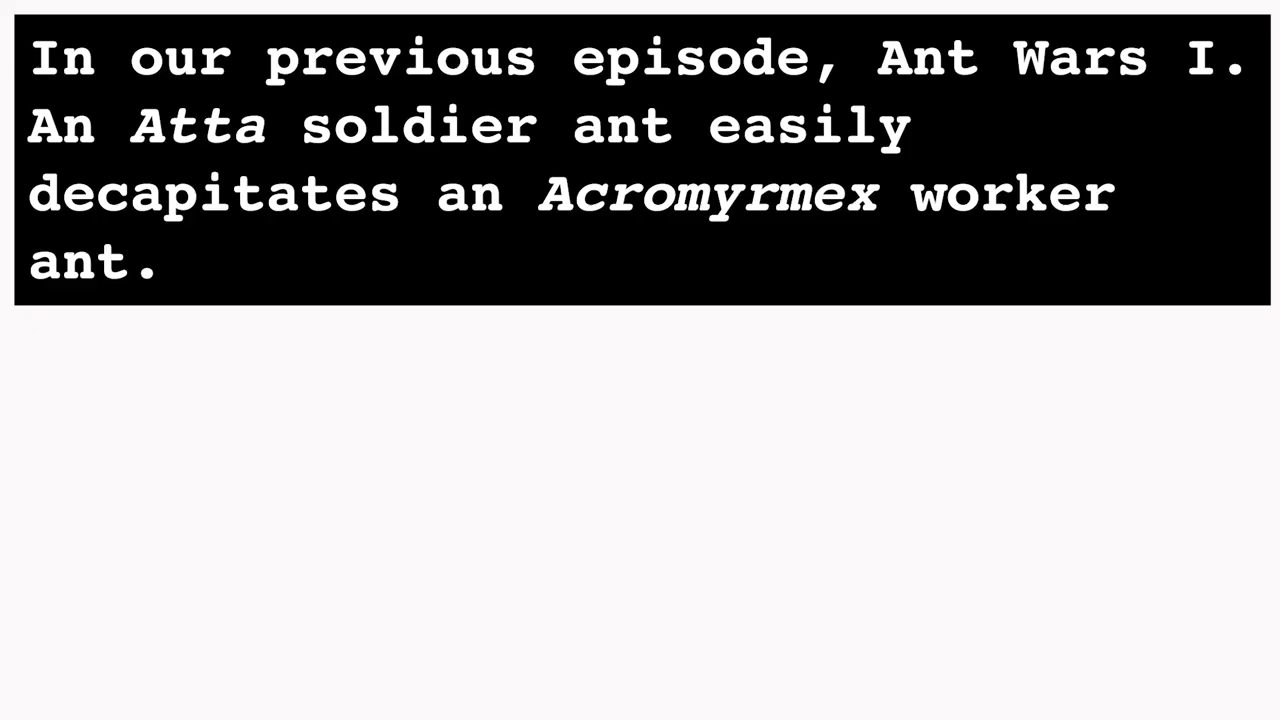 In our previous episode, Ant Wars I.
An Atta soldier ant easily
decapitates an Acromyrmex worker
ant.